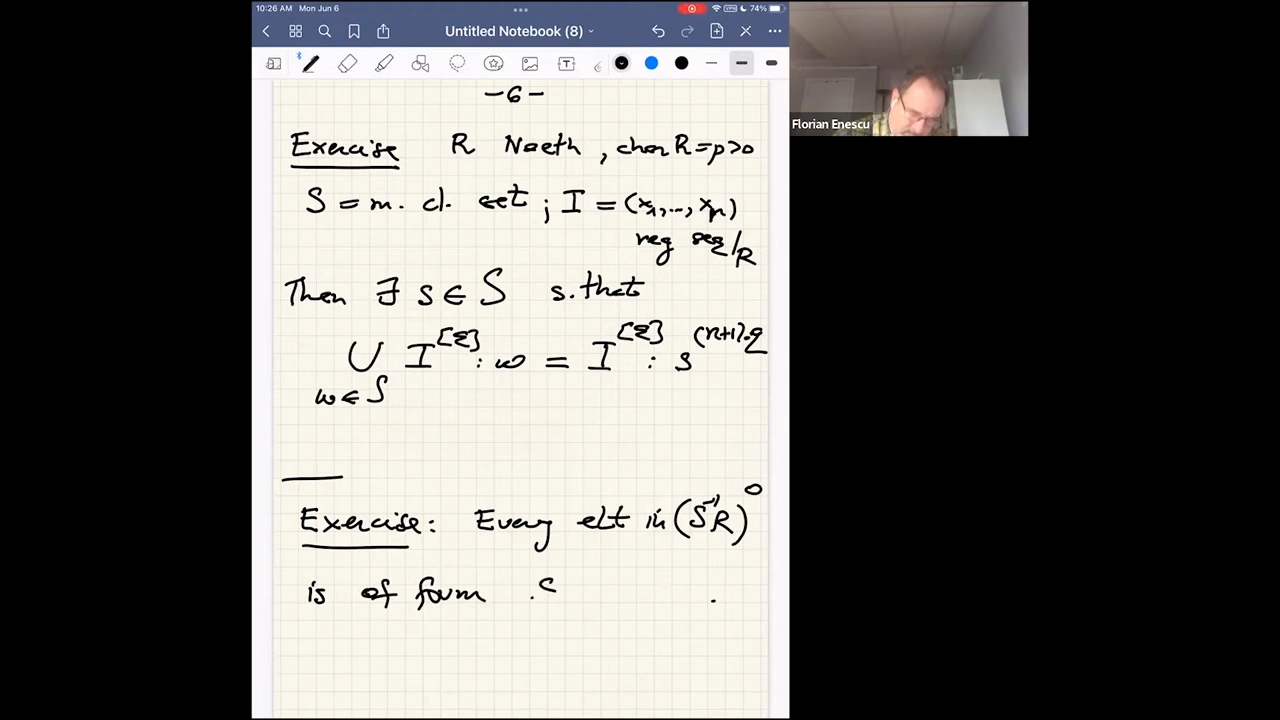 10:26 AM Mon Jun 6
74%
Untitled Notebook (8)
Florian Enescu
-6-
Exercise R Noeth, char R = p>0
S = m. cl. set ; I = (x₁,..., xₙ)
reg seq/R
Then ∃ s ∈ S s. that
∪ I^[q] : w = I^[q] : s^(n+1)·q
w ∈ S
Exercise: Every elt in (S⁻¹R)⁰
is of form c